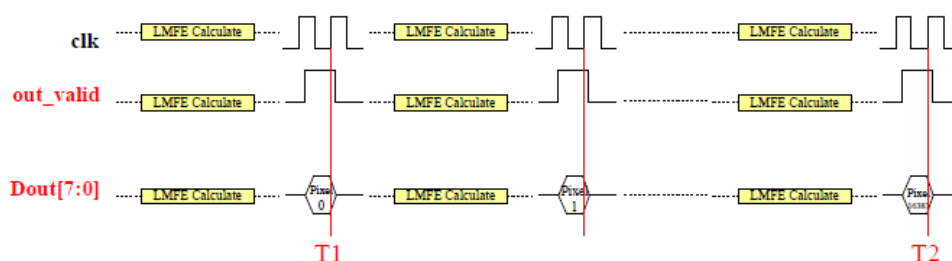 clk LMFE Calculate LMFE Calculate LMFE Calculate
out_valid LMFE Calculate LMFE Calculate LMFE Calculate
Dout[7:0] LMFE Calculate Pixel 0 LMFE Calculate Pixel 1 LMFE Calculate Pixel
T1 T2